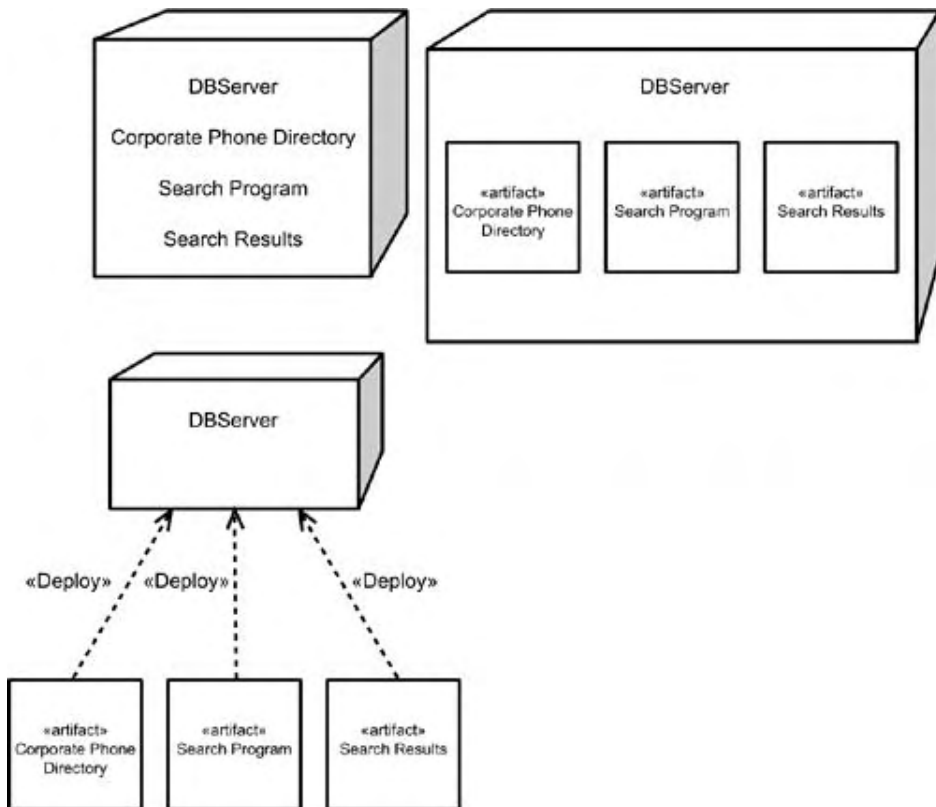 DBServer
Corporate Phone Directory
Search Program
Search Results
DBServer
«artifact»
Corporate Phone
Directory
«artifact»
Search Program
«artifact»
Search Results
DBServer
«Deploy»
«Deploy»
«Deploy»
«artifact»
Corporate Phone
Directory
«artifact»
Search Program
«artifact»
Search Results